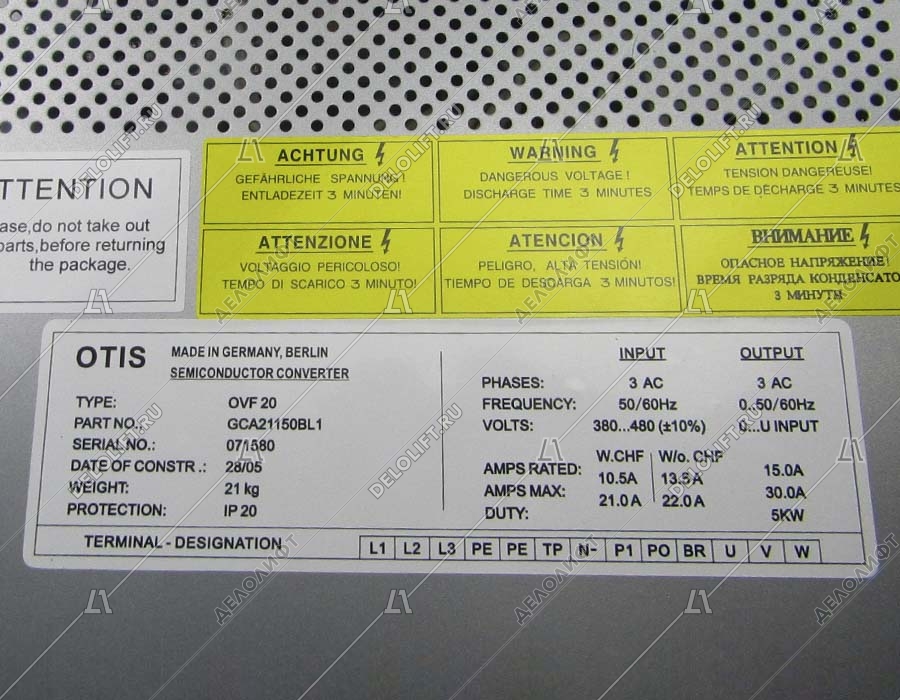 TTENTION
ase,do not take out
parts,before returning
the package.
ACHTUNG
GEFÄHRLICHE SPANNUNG!
ENTLADEZEIT 3 MINUTEN!
WARNING
DANGEROUS VOLTAGE!
DISCHARGE TIME 3 MINUTES
ATTENTION
TENSION DANGEREUSE!
TEMPS DE DÉCHARGE 3 MINUTES
ATTENZIONE
VOLTAGGIO PERICOLOSO!
TEMPO DI SCARICO 3 MINUTO!
ATENCION
PELIGRO, ALTA TENSIÓN!
TIEMPO DE DESCARGA 3 MINUTOS!
ВНИМАНИЕ
ОПАСНОЕ НАПРЯЖЕНИЕ!
ВРЕМЯ РАЗРЯДА КОНДЕНСАТО
3 МИНУТЫ
OTIS
MADE IN GERMANY, BERLIN
SEMICONDUCTOR CONVERTER
TYPE: OVF 20
PART NO.: GCA21150BL1
SERIAL NO.: 071580
DATE OF CONSTR.: 28/05
WEIGHT: 21 kg
PROTECTION: IP 20
INPUT OUTPUT
PHASES: 3 AC 3 AC
FREQUENCY: 50/60Hz 0..50/60Hz
VOLTS: 380...480 (±10%) 0...U INPUT
W.CHF W/o. CHF
AMPS RATED: 10.5A 13.5A 15.0A
AMPS MAX: 21.0 A 22.0 A 30.0A
DUTY: 5KW
TERMINAL - DESIGNATION L1 L2 L3 PE PE TP N- P1 PO BR U V W
DELOLIFT.RU
ДЕЛОЛИФТ